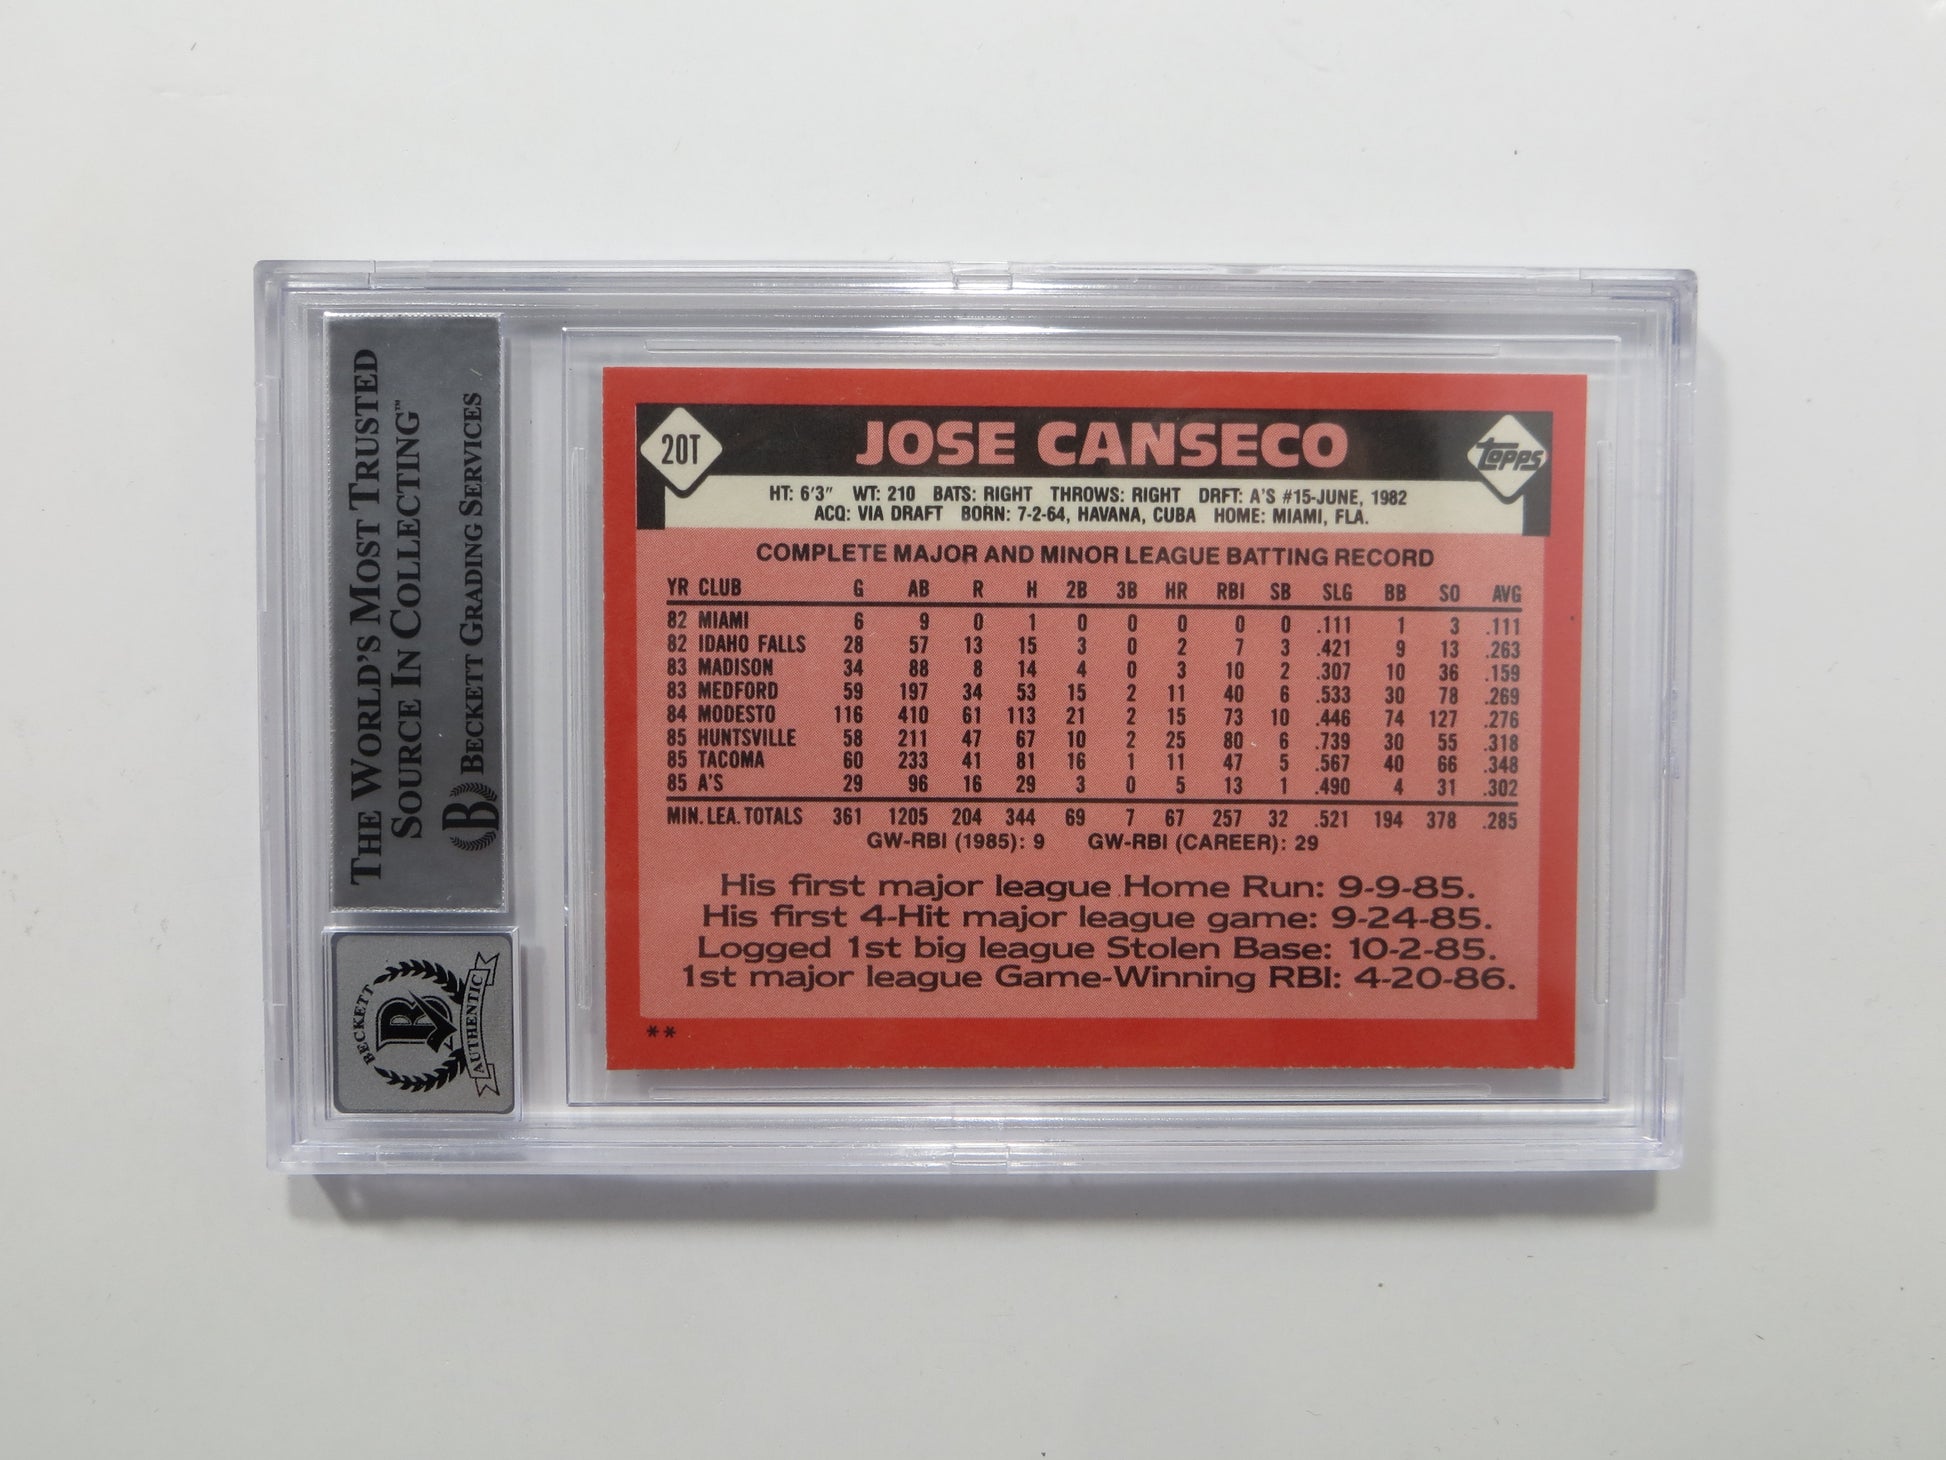 THE WORLD'S MOST TRUSTED
SOURCE IN COLLECTING™
B BECKETT GRADING SERVICES
BECKETT
B
AUTHENTIC
20T
JOSE CANSECO
TOPPS
HT: 6'3" WT: 210 BATS: RIGHT THROWS: RIGHT DRFT: A'S #15-JUNE, 1982
ACQ: VIA DRAFT BORN: 7-2-64, HAVANA, CUBA HOME: MIAMI, FLA.
COMPLETE MAJOR AND MINOR LEAGUE BATTING RECORD
YR CLUB G AB R H 2B 3B HR RBI SB SLG BB SO AVG
82 MIAMI 6 9 0 1 0 0 0 0 0 .111 1 3 .111
82 IDAHO FALLS 28 57 13 15 3 0 2 7 3 .421 9 13 .263
83 MADISON 34 88 8 14 4 0 3 10 2 .307 10 36 .159
83 MEDFORD 59 197 34 53 15 2 11 40 6 .533 30 78 .269
84 MODESTO 116 410 61 113 21 2 15 73 10 .446 74 127 .276
85 HUNTSVILLE 58 211 47 67 10 2 25 80 6 .739 30 55 .318
85 TACOMA 60 233 41 81 16 1 11 47 5 .567 40 66 .348
85 A'S 29 96 16 29 3 0 5 13 1 .490 4 31 .302
MIN. LEA. TOTALS 361 1205 204 344 69 7 67 257 32 .521 194 378 .285
GW-RBI (1985): 9 GW-RBI (CAREER): 29
His first major league Home Run: 9-9-85.
His first 4-Hit major league game: 9-24-85.
Logged 1st big league Stolen Base: 10-2-85.
1st major league Game-Winning RBI: 4-20-86.
**